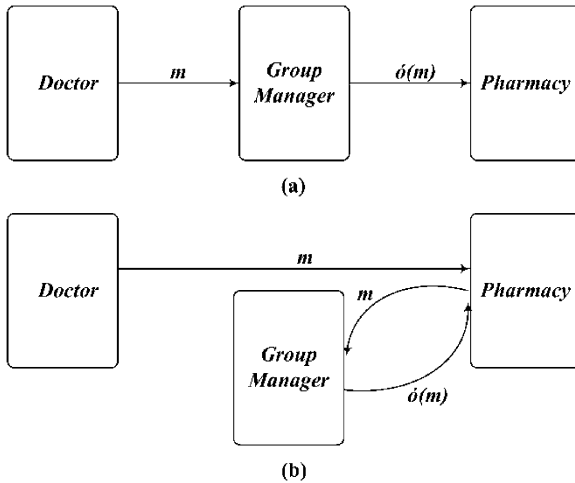 Doctor
m
Group
Manager
ó(m)
Pharmacy
(a)
Doctor
m
Pharmacy
m
Group
Manager
ó(m)
(b)